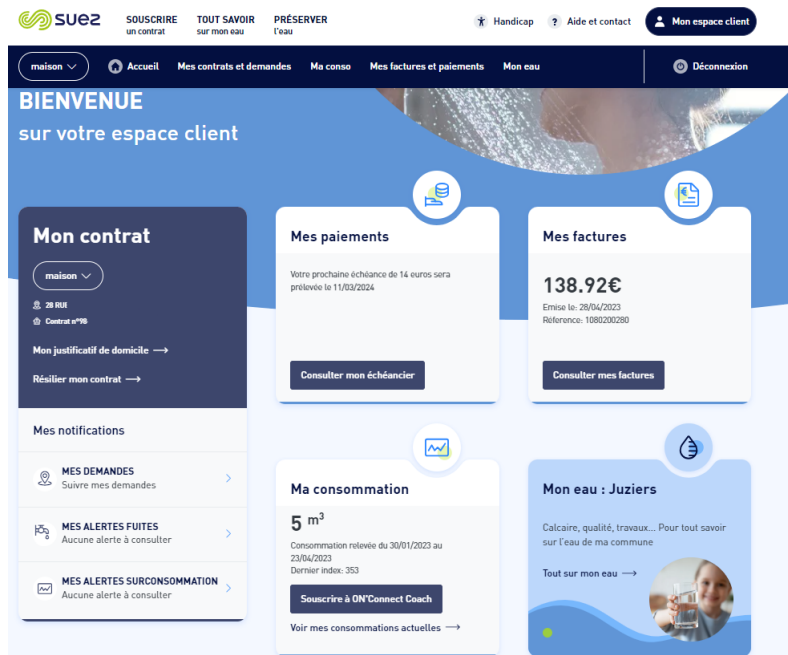 suez
SOUSCRIRE
un contrat
TOUT SAVOIR
sur mon eau
PRÉSERVER
l'eau
Handicap
? Aide et contact
Mon espace client
maison
Accueil
Mes contrats et demandes
Ma conso
Mes factures et paiements
Mon eau
Déconnexion
BIENVENUE
sur votre espace client
Mon contrat
maison
28 RUE
Contrat n°98
Mon justificatif de domicile →
Résilier mon contrat →
Mes notifications
MES DEMANDES
Suivre mes demandes
MES ALERTES FUITES
Aucune alerte à consulter
MES ALERTES SURCONSOMMATION
Aucune alerte à consulter
Mes paiements
Votre prochaine échéance de 14 euros sera
prélevée le 11/03/2024
Consulter mon échéancier
Mes factures
138.92€
Emise le: 28/04/2023
Réference: 1080200280
Consulter mes factures
Ma consommation
5 m³
Consommation relevée du 30/01/2023 au
23/04/2023
Dernier index: 353
Souscrire à ON'Connect Coach
Voir mes consommations actuelles →
Mon eau : Juziers
Calcaire, qualité, travaux... Pour tout savoir
sur l'eau de ma commune
Tout sur mon eau →